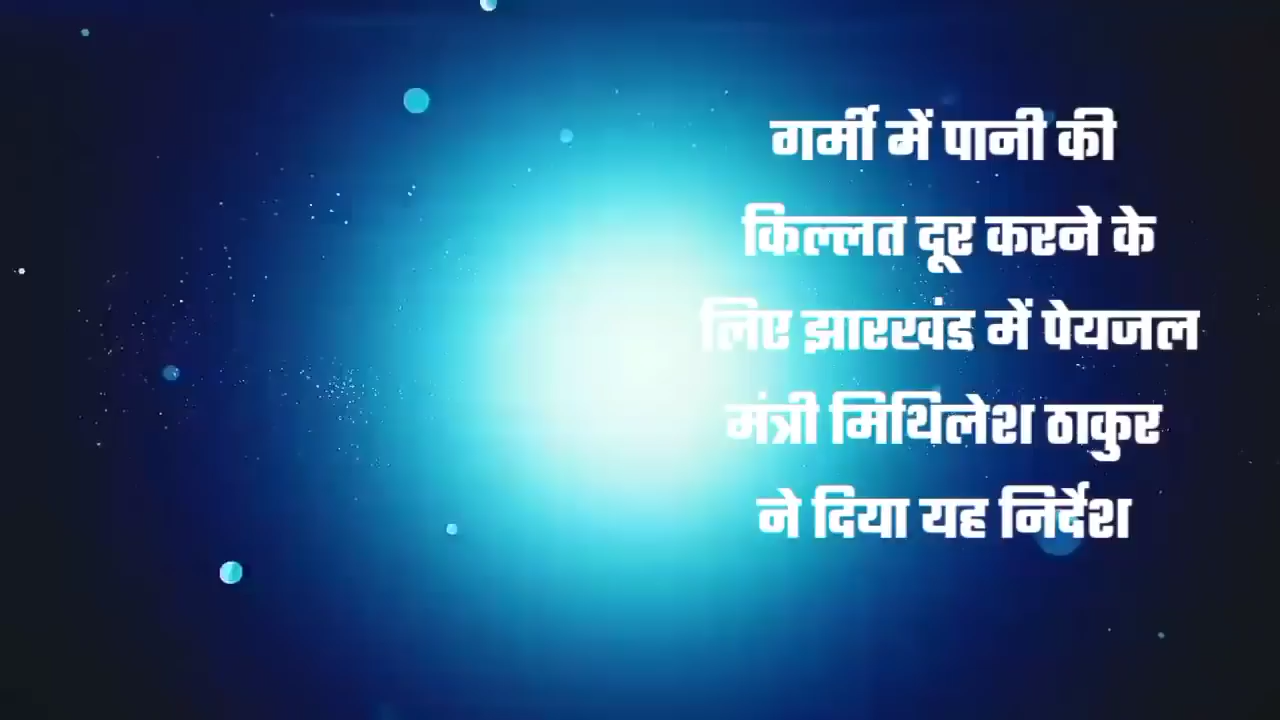 गर्मी में पानी की
किल्लत दूर करने के
लिए झारखंड में पेयजल
मंत्री मिथिलेश ठाकुर
ने दिया यह निर्देश